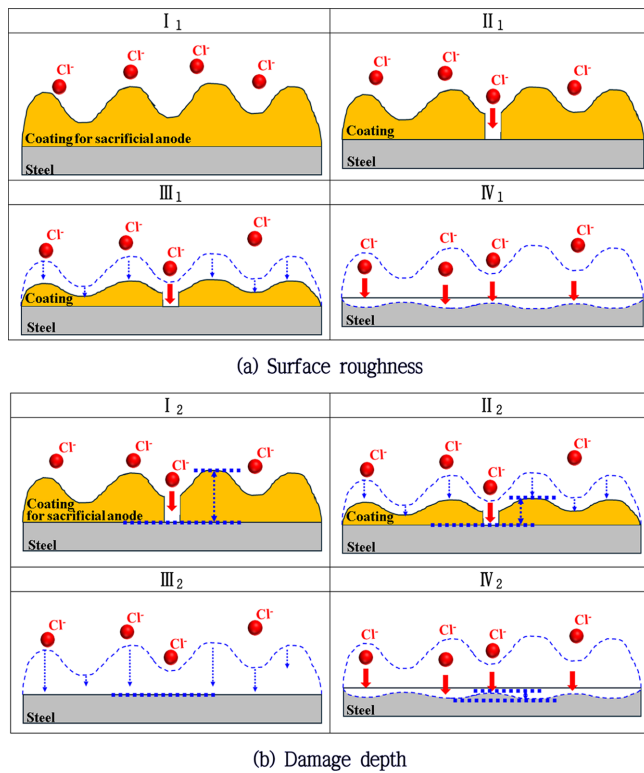 Ⅰ1
Ⅱ1
Cl-
Cl-
Cl-
Cl-
Coating for sacrificial anode
Steel
Cl-
Cl-
Cl-
Cl-
Coating
Steel
Ⅲ1
Ⅳ1
Cl-
Cl-
Cl-
Cl-
Coating
Steel
Cl-
Cl-
Cl-
Cl-
Steel
(a) Surface roughness
Ⅰ2
Ⅱ2
Cl-
Cl-
Cl-
Cl-
Coating
for sacrificial anode
Steel
Cl-
Cl-
Cl-
Cl-
Coating
Steel
Ⅲ2
Ⅳ2
Cl-
Cl-
Cl-
Cl-
Steel
Cl-
Cl-
Cl-
Cl-
Steel
(b) Damage depth